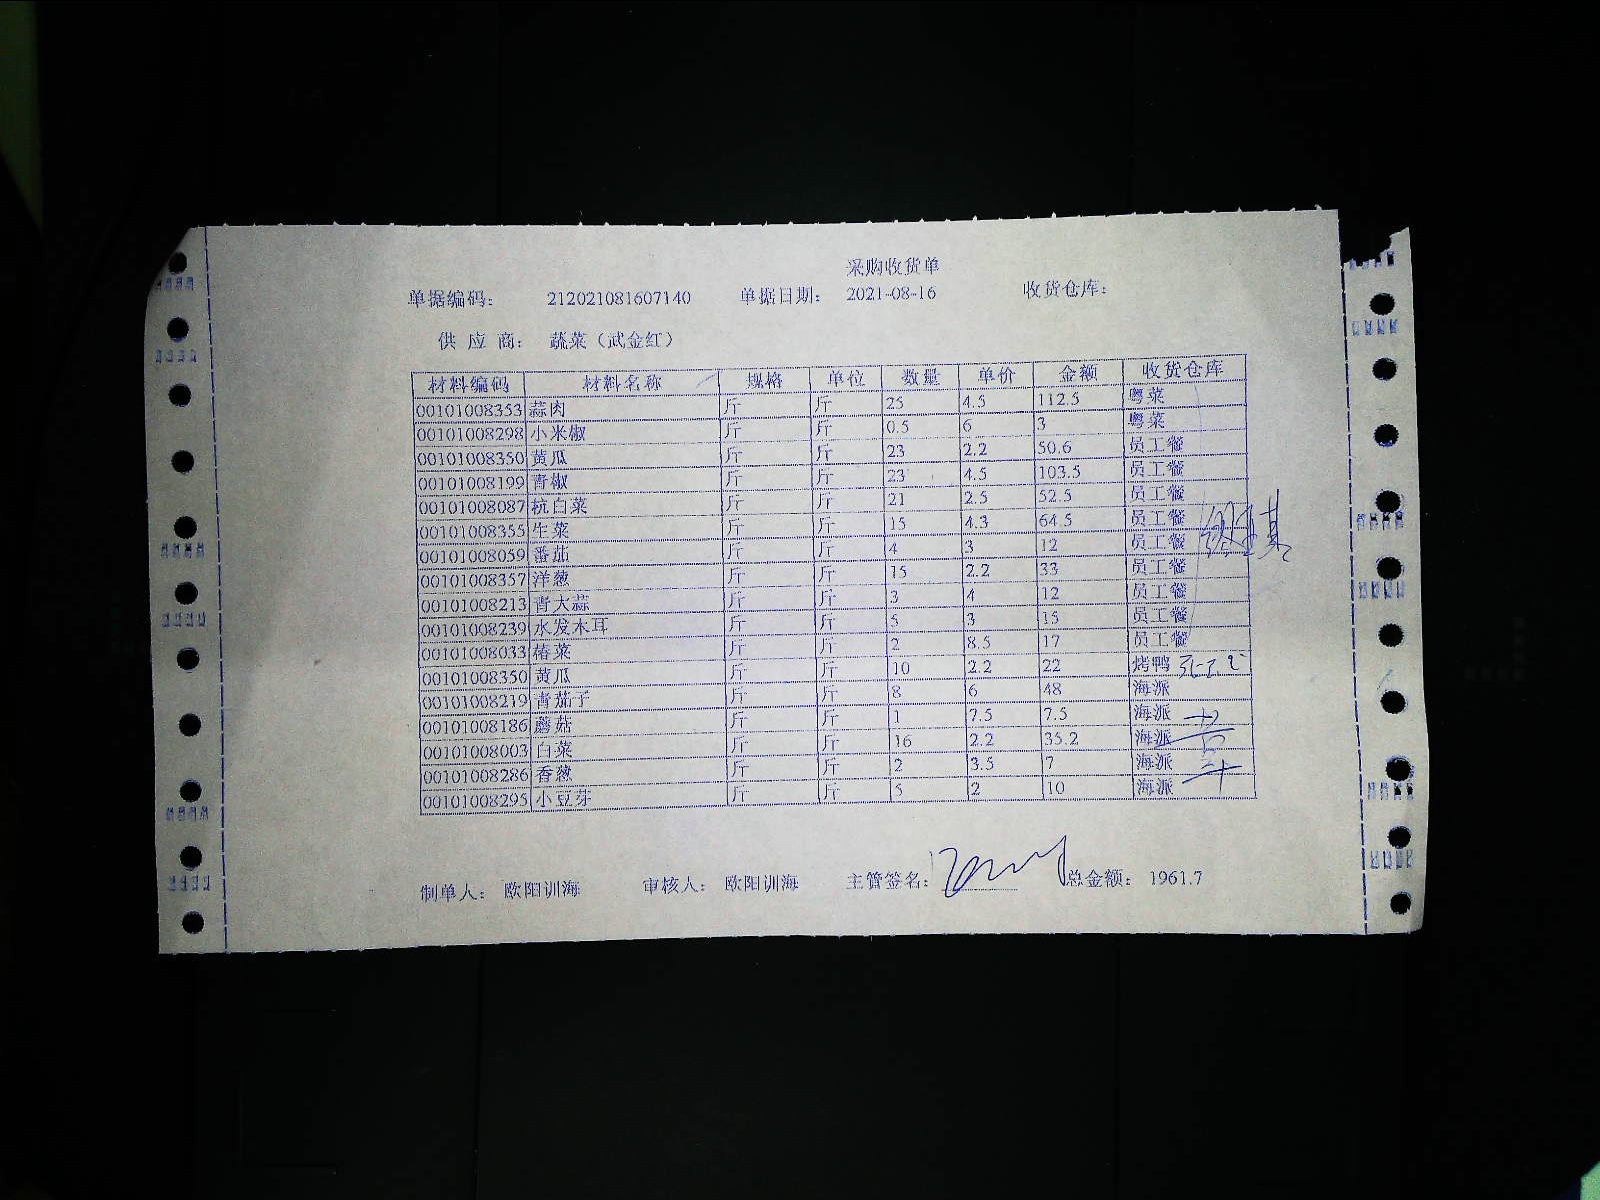 采购收货单
单据编码： 212021081607140 单据日期： 2021-08-16 收货仓库：
供 应 商： 蔬菜（武金红）
材料编码 材料名称 规格 单位 数量 单价 金额 收货仓库
00101008353 蒜肉 斤 斤 25 4.5 112.5 粤菜
00101008298 小米椒 斤 斤 0.5 6 3 粤菜
00101008350 黄瓜 斤 斤 23 2.2 50.6 员工餐
00101008199 青椒 斤 斤 23 4.5 103.5 员工餐
00101008087 杭白菜 斤 斤 21 2.5 52.5 员工餐
00101008355 生菜 斤 斤 15 4.3 64.5 员工餐
00101008059 番茄 斤 斤 4 3 12 员工餐
00101008357 洋葱 斤 斤 15 2.2 33 员工餐
00101008213 青大蒜 斤 斤 3 4 12 员工餐
00101008239 水发木耳 斤 斤 5 3 15 员工餐
00101008033 椿菜 斤 斤 2 8.5 17 员工餐
00101008350 黄瓜 斤 斤 10 2.2 22 烤鸭
00101008219 青茄子 斤 斤 8 6 48 海派
00101008186 蘑菇 斤 斤 1 7.5 7.5 海派
00101008003 白菜 斤 斤 16 2.2 35.2 海派
00101008286 香葱 斤 斤 2 3.5 7 海派
00101008295 小豆芽 斤 斤 5 2 10 海派
制单人： 欧阳训海 审核人： 欧阳训海 主管签名： 总金额： 1961.7